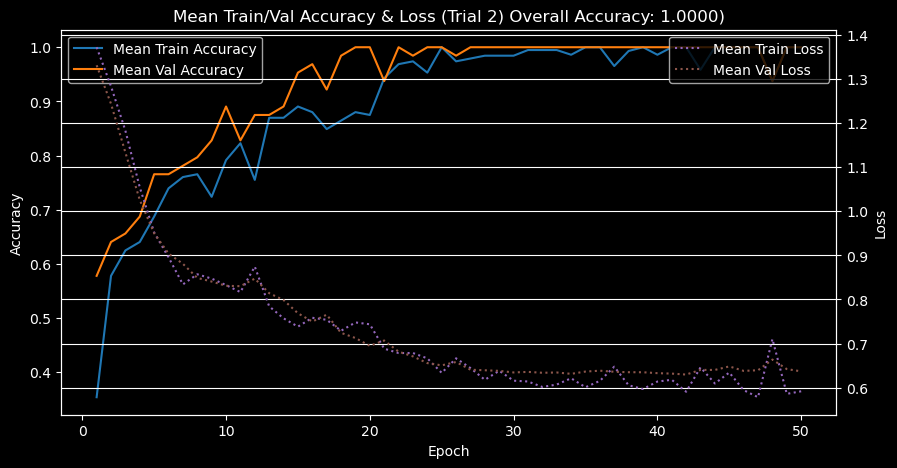 Mean Train/Val Accuracy & Loss (Trial 2) Overall Accuracy: 1.0000)
Mean Train Accuracy
Mean Val Accuracy
Mean Train Loss
Mean Val Loss
Accuracy
1.0
0.9
0.8
0.7
0.6
0.5
0.4
1.4
1.3
1.2
1.1
1.0
0.9
0.8
0.7
0.6
Loss
0 10 20 30 40 50
Epoch